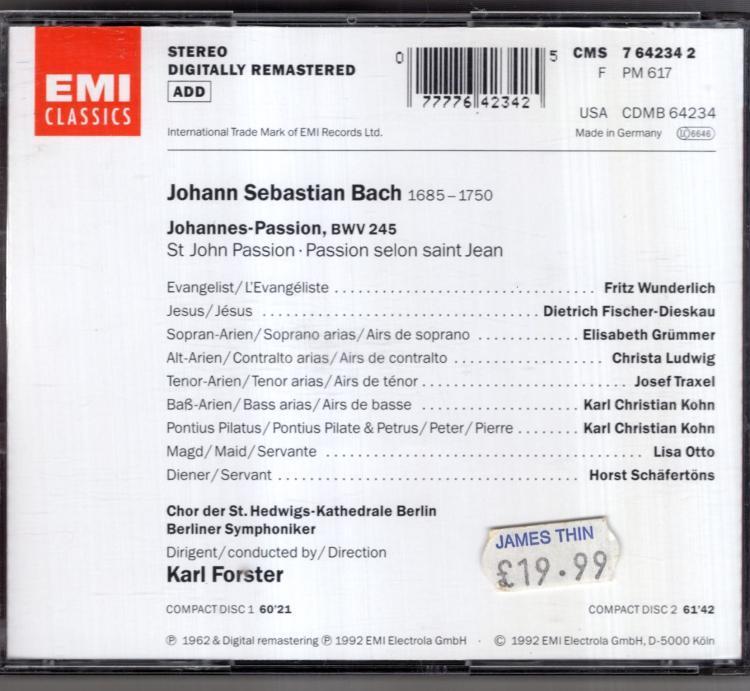 EMI
CLASSICS
STEREO
DIGITALLY REMASTERED
ADD
International Trade Mark of EMI Records Ltd.
0 77776 42342 5
CMS 7 64234 2
F PM 617
USA CDMB 64234
Made in Germany LC 6646
Johann Sebastian Bach 1685–1750
Johannes-Passion, BWV 245
St John Passion · Passion selon saint Jean
Evangelist/L'Evangéliste . . . . . . . . . . . . . . . . . . . . . . . . . . . . . Fritz Wunderlich
Jesus/Jésus . . . . . . . . . . . . . . . . . . . . . . . . . . . . . . . . Dietrich Fischer-Dieskau
Sopran-Arien/Soprano arias/Airs de soprano . . . . . . . . . . . Elisabeth Grümmer
Alt-Arien/Contralto arias/Airs de contralto . . . . . . . . . . . . . . . . . Christa Ludwig
Tenor-Arien/Tenor arias/Airs de ténor . . . . . . . . . . . . . . . . . . . . . . . Josef Traxel
Baß-Arien/Bass arias/Airs de basse . . . . . . . . . . . . . . . . . Karl Christian Kohn
Pontius Pilatus/Pontius Pilate & Petrus/Peter/Pierre . . . . . . . Karl Christian Kohn
Magd/Maid/Servante . . . . . . . . . . . . . . . . . . . . . . . . . . . . . . . . . . . . Lisa Otto
Diener/Servant . . . . . . . . . . . . . . . . . . . . . . . . . . . . . . . . . . Horst Schäfertöns
Chor der St. Hedwigs-Kathedrale Berlin
Berliner Symphoniker
Dirigent/conducted by/Direction
Karl Forster
JAMES THIN
£19.99
COMPACT DISC 1 60'21 COMPACT DISC 2 61'42
℗ 1962 & Digital remastering ℗ 1992 EMI Electrola GmbH · © 1992 EMI Electrola GmbH, D-5000 Köln